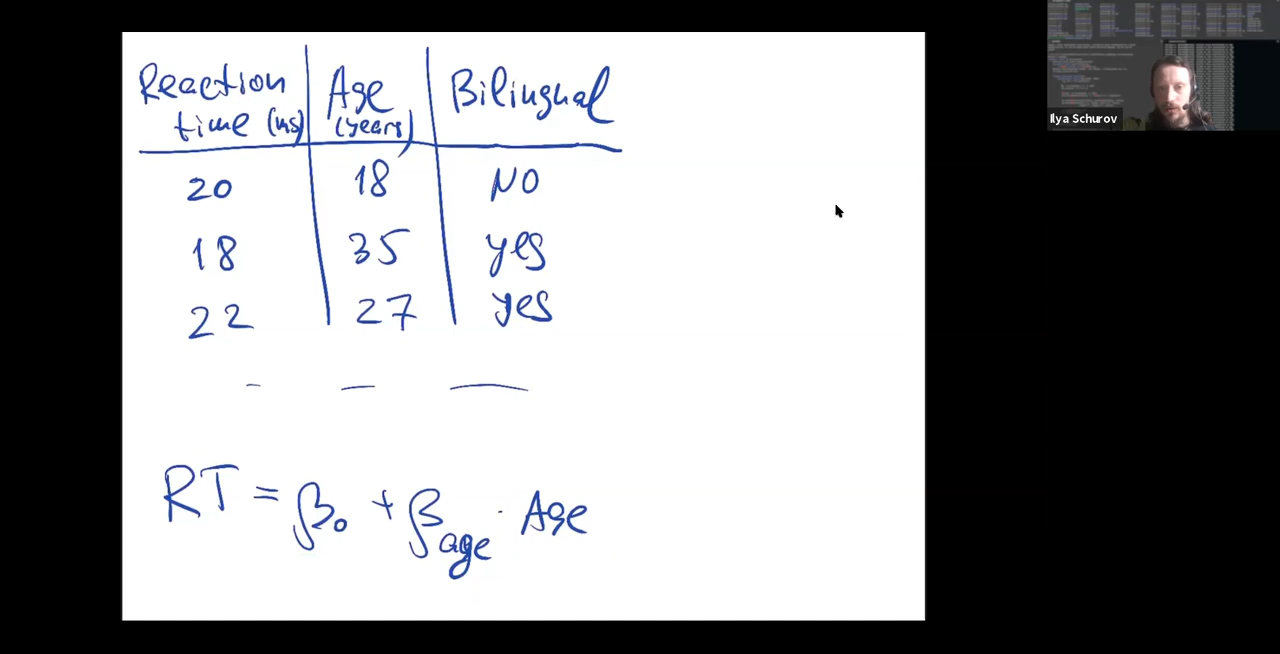 Reaction time (ms) Age (years) Bilingual
20 18 NO
18 35 yes
22 27 yes
- — —
RT = β₀ + β_age · Age
Ilya Schurov